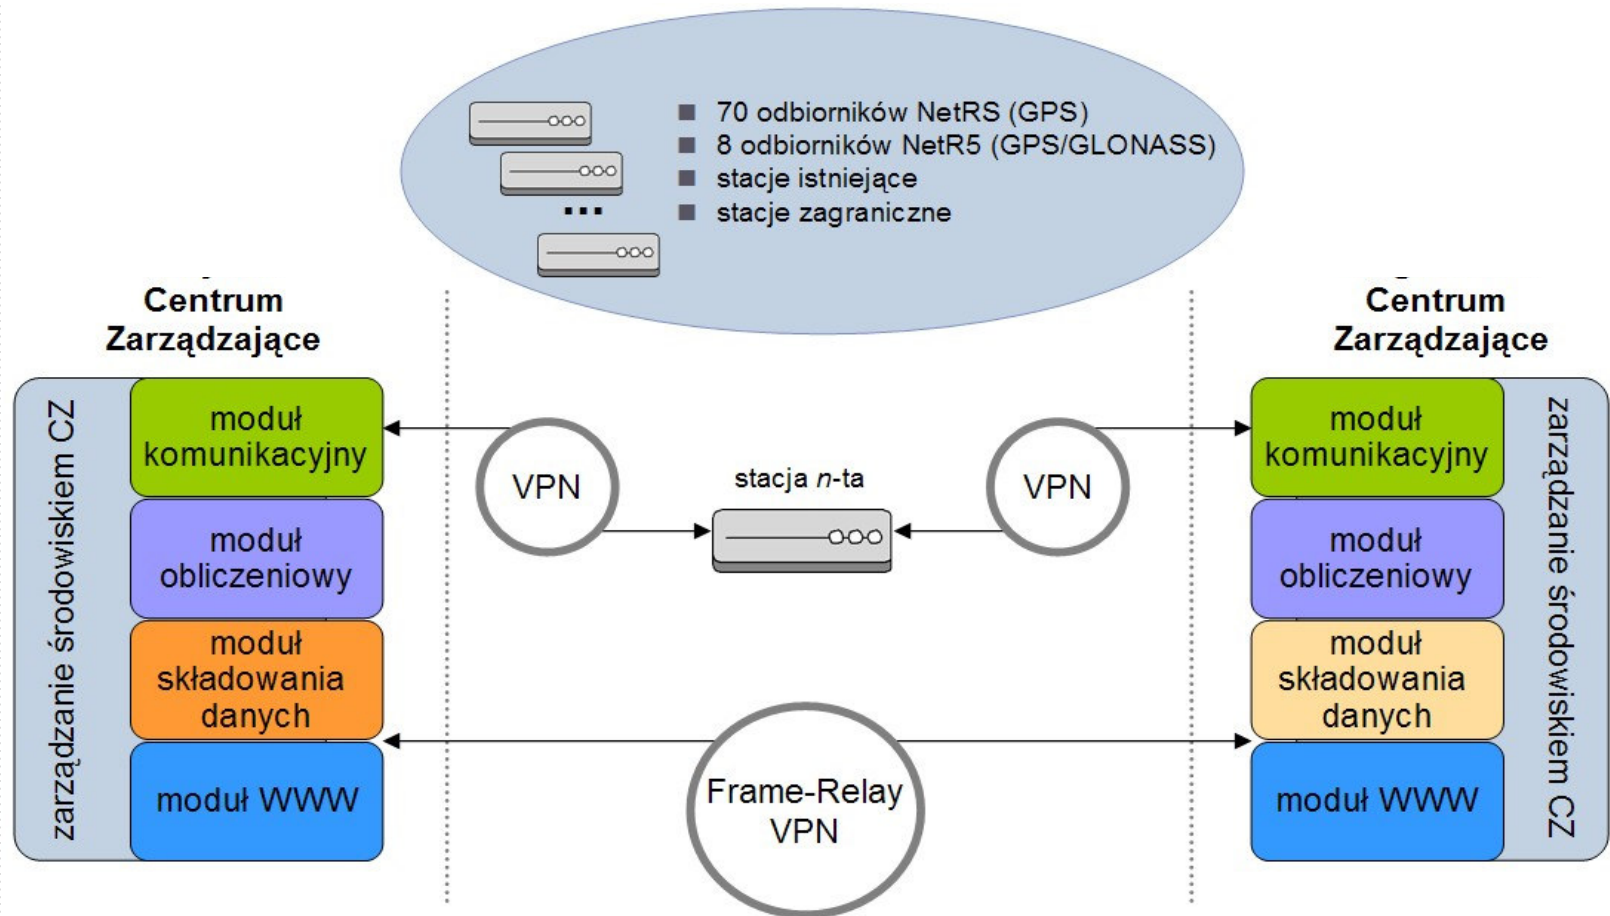 70 odbiorników NetRS (GPS)
8 odbiorników NetR5 (GPS/GLONASS)
stacje istniejące
stacje zagraniczne
...
Centrum
Zarządzające
Centrum
Zarządzające
zarządzanie środowiskiem CZ
moduł
komunikacyjny
moduł
obliczeniowy
moduł
składowania
danych
moduł WWW
VPN
stacja n-ta
VPN
Frame-Relay
VPN
moduł
komunikacyjny
moduł
obliczeniowy
moduł
składowania
danych
moduł WWW
zarządzanie środowiskiem CZ